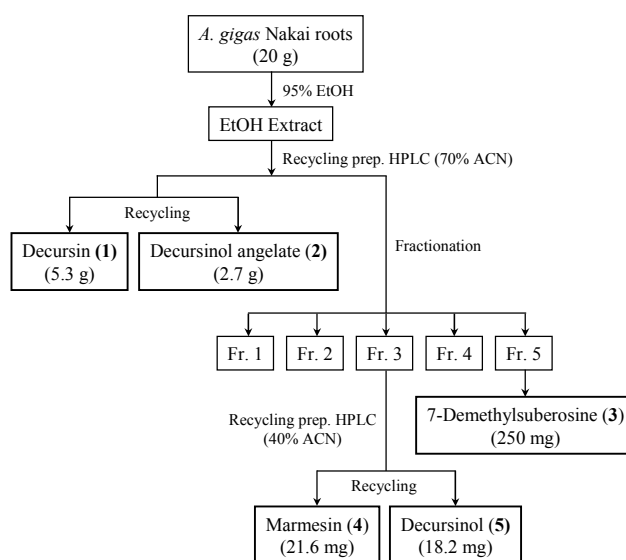 A. gigas Nakai roots
(20 g)
95% EtOH
EtOH Extract
Recycling prep. HPLC (70% ACN)
Recycling
Decursin (1)
(5.3 g)
Decursinol angelate (2)
(2.7 g)
Fractionation
Fr. 1
Fr. 2
Fr. 3
Fr. 4
Fr. 5
Recycling prep. HPLC
(40% ACN)
7-Demethylsuberosine (3)
(250 mg)
Recycling
Marmesin (4)
(21.6 mg)
Decursinol (5)
(18.2 mg)